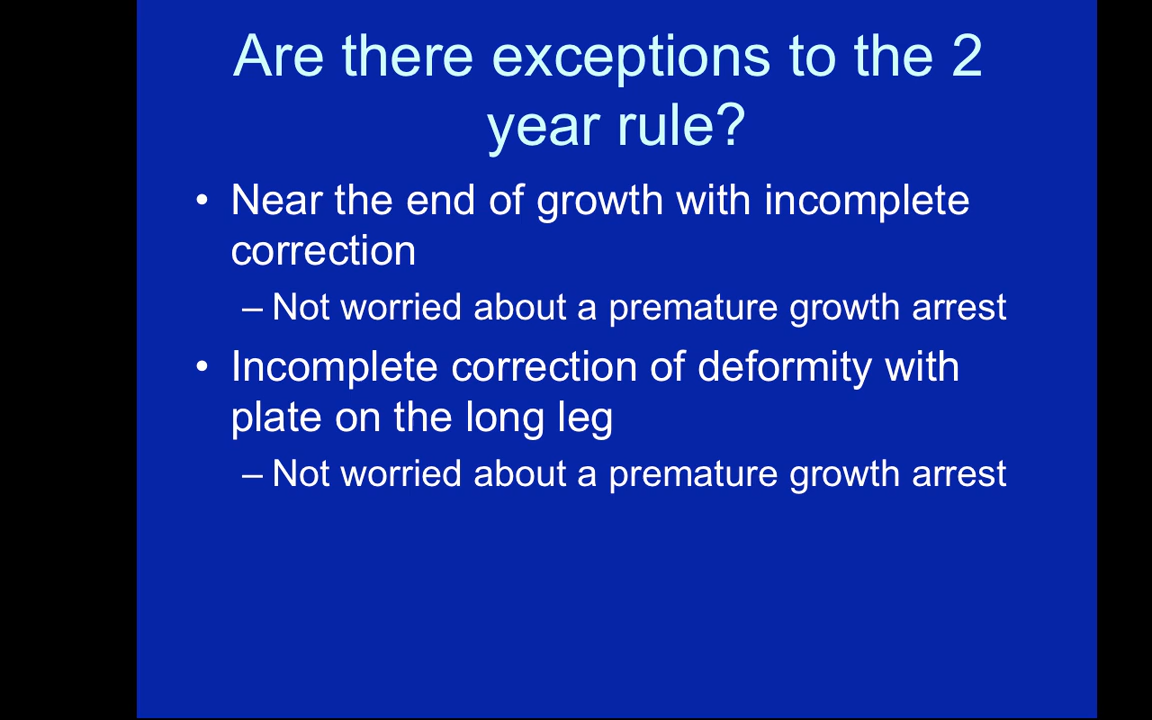 Are there exceptions to the 2
year rule?
• Near the end of growth with incomplete
correction
– Not worried about a premature growth arrest
• Incomplete correction of deformity with
plate on the long leg
– Not worried about a premature growth arrest